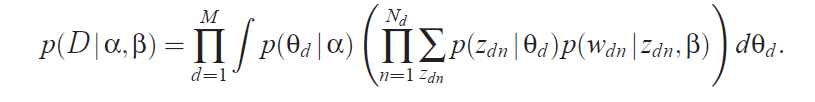 p(D|α,β) = ∏_{d=1}^{M} ∫ p(θ_d|α) ( ∏_{n=1}^{N_d} ∑_{z_{dn}} p(z_{dn}|θ_d) p(w_{dn}|z_{dn},β) ) dθ_d.